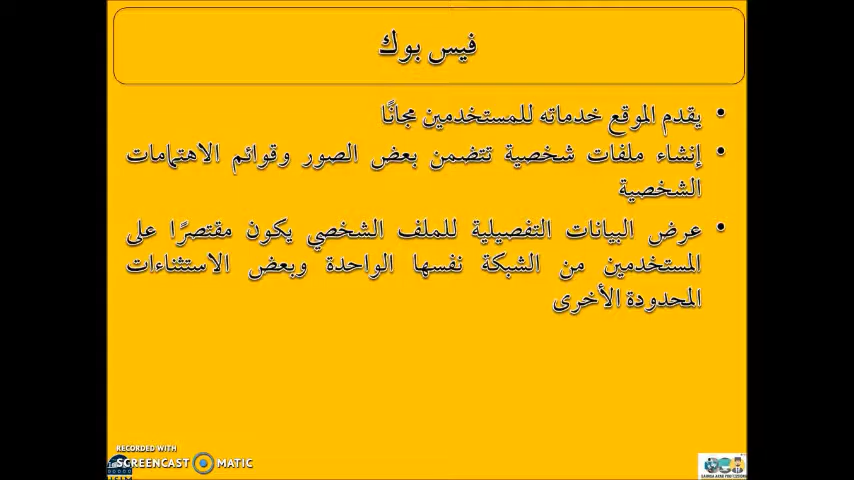 فيس بوك
• يقدم الموقع خدماته للمستخدمين مجانًا
• إنشاء ملفات شخصية تتضمن بعض الصور وقوائم الاهتمامات
الشخصية
• عرض البيانات التفصيلية للملف الشخصي يكون مقتصرًا على
المستخدمين من الشبكة نفسها الواحدة وبعض الاستثناءات
المحدودة الأخرى
RECORDED WITH
SCREENCAST MATIC